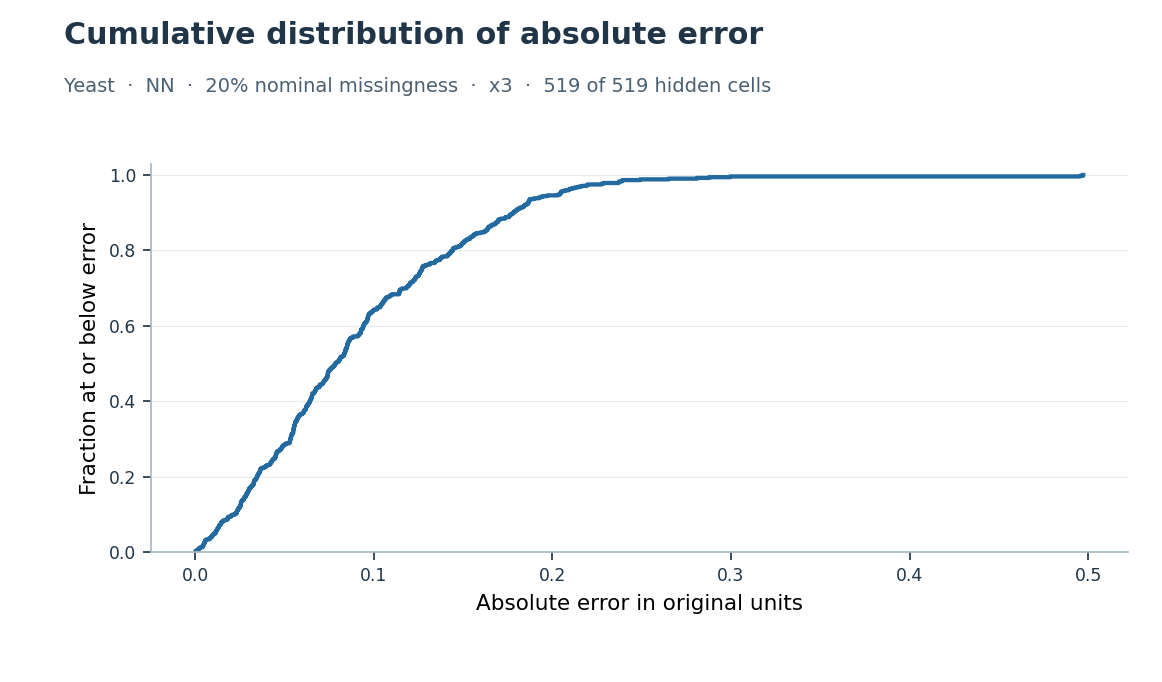 Cumulative distribution of absolute error
Yeast · NN · 20% nominal missingness · x3 · 519 of 519 hidden cells
Fraction at or below error
1.0
0.8
0.6
0.4
0.2
0.0
0.0 0.1 0.2 0.3 0.4 0.5
Absolute error in original units